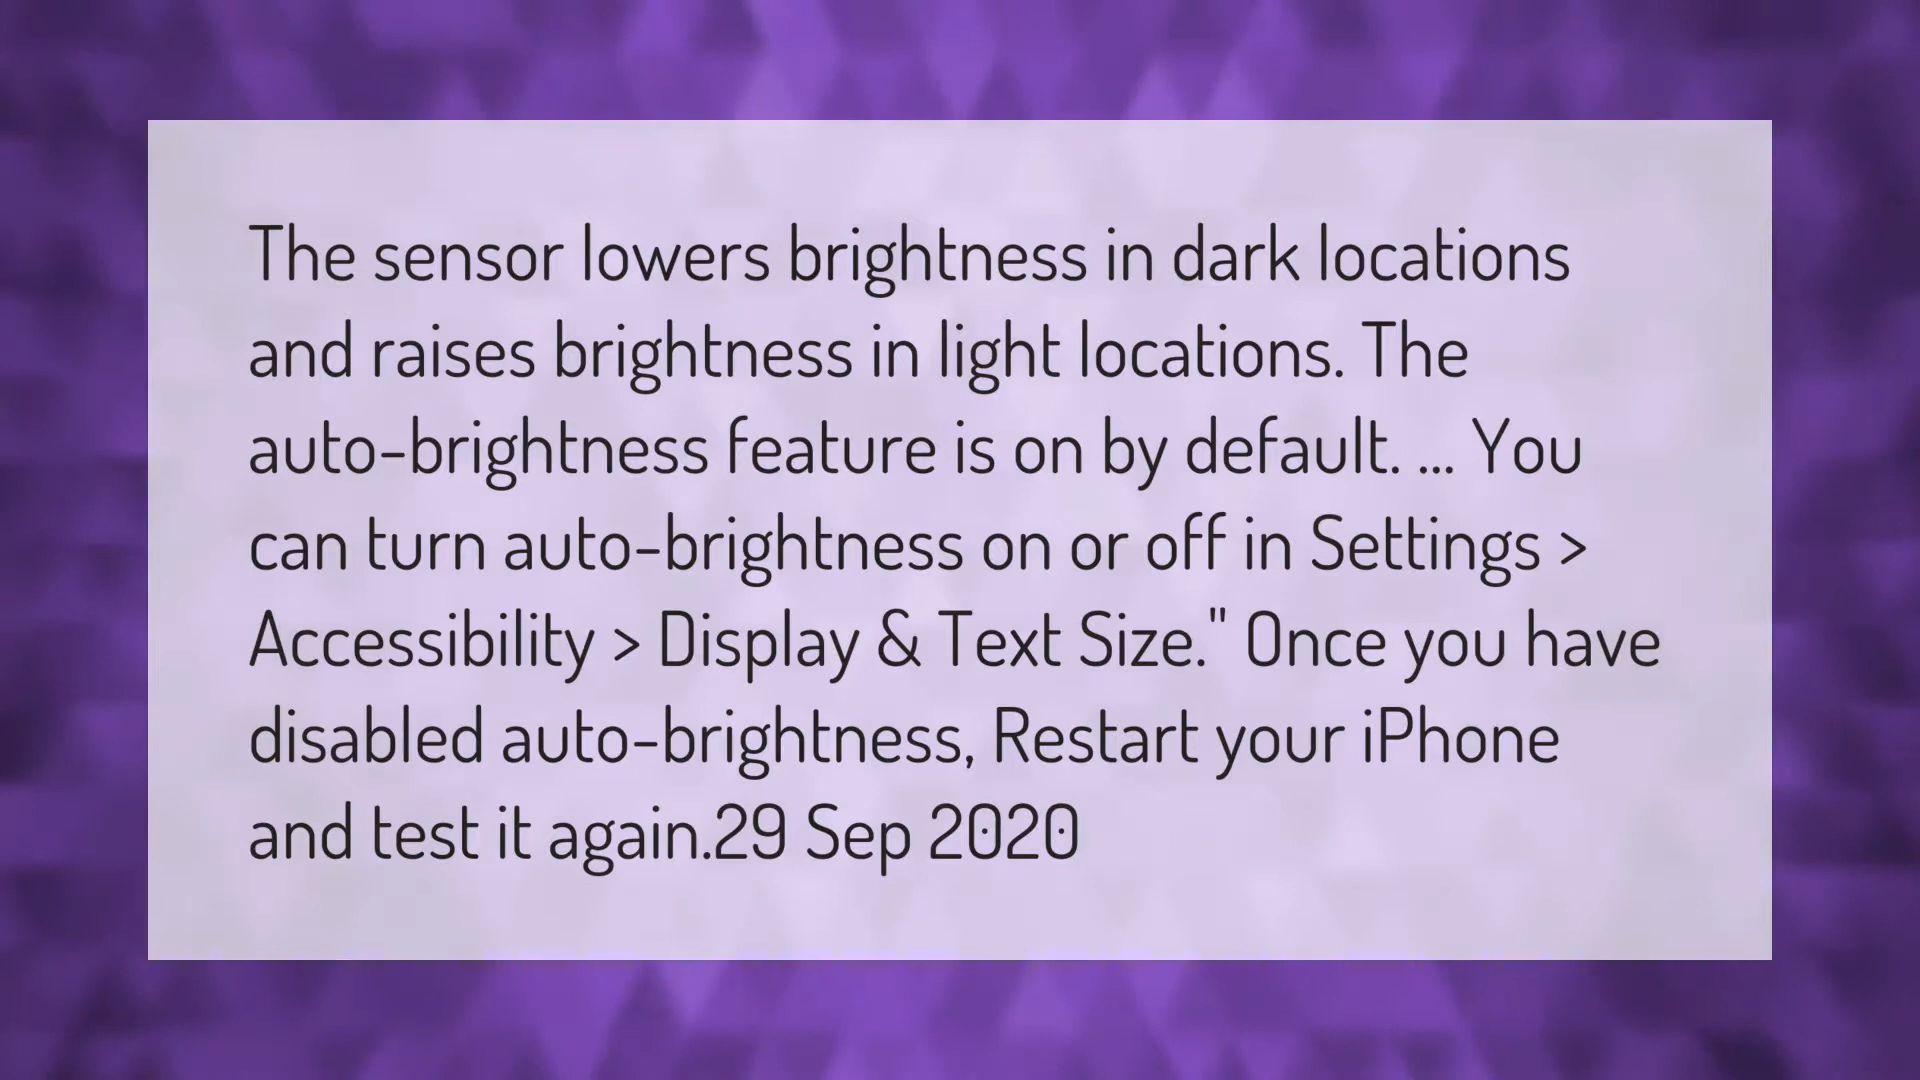 The sensor lowers brightness in dark locations
and raises brightness in light locations. The
auto-brightness feature is on by default. ... You
can turn auto-brightness on or off in Settings >
Accessibility > Display & Text Size." Once you have
disabled auto-brightness, Restart your iPhone
and test it again.29 Sep 2020